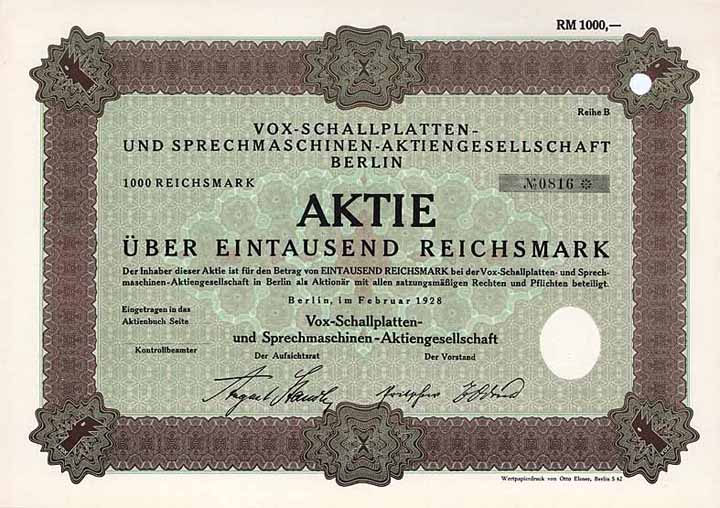 RM 1000,—
Reihe B
VOX-SCHALLPLATTEN-
UND SPRECHMASCHINEN-AKTIENGESELLSCHAFT
BERLIN
1000 REICHSMARK
№ 0816 ※
AKTIE
ÜBER EINTAUSEND REICHSMARK
Der Inhaber dieser Aktie ist für den Betrag von EINTAUSEND REICHSMARK bei der Vox-Schallplatten- und Sprech-
maschinen-Aktiengesellschaft in Berlin als Aktionär mit allen satzungsmäßigen Rechten und Pflichten beteiligt.
Berlin, im Februar 1928
Eingetragen in das
Aktienbuch Seite
Vox-Schallplatten-
und Sprechmaschinen-Aktiengesellschaft
Kontrollbeamter
Der Aufsichtsrat
Der Vorstand
August
Wertpapierdruck von Otto Elsner, Berlin S 42